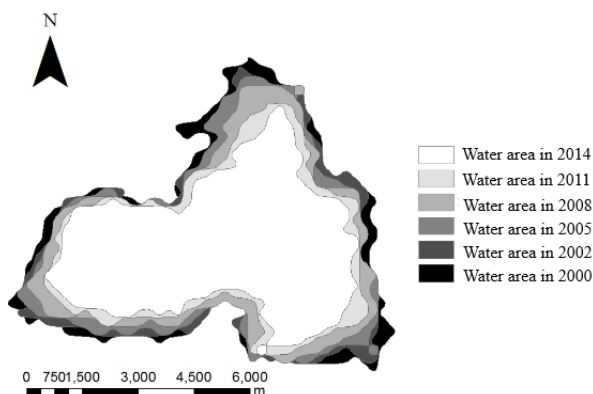 N
Water area in 2014
Water area in 2011
Water area in 2008
Water area in 2005
Water area in 2002
Water area in 2000
0 7501,500 3,000 4,500 6,000
m